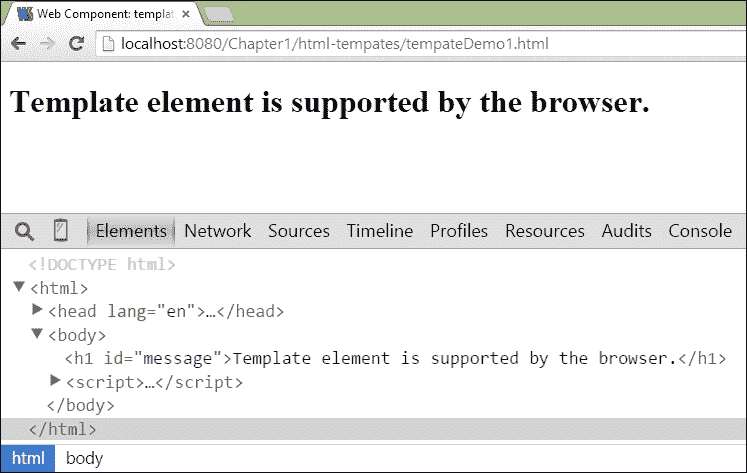 Web Component: templat
localhost:8080/Chapter1/html-tempates/tempateDemo1.html
Template element is supported by the browser.
Elements Network Sources Timeline Profiles Resources Audits Console
<!DOCTYPE html>
<html>
<head lang="en">…</head>
<body>
<h1 id="message">Template element is supported by the browser.</h1>
<script>…</script>
</body>
</html>
html body